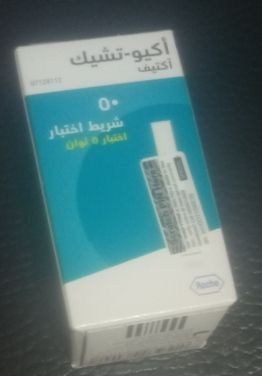 أكيو-تشيك
أكتيف
٥٠
شريط اختبار
اختبار ٥ ثوان
Roche